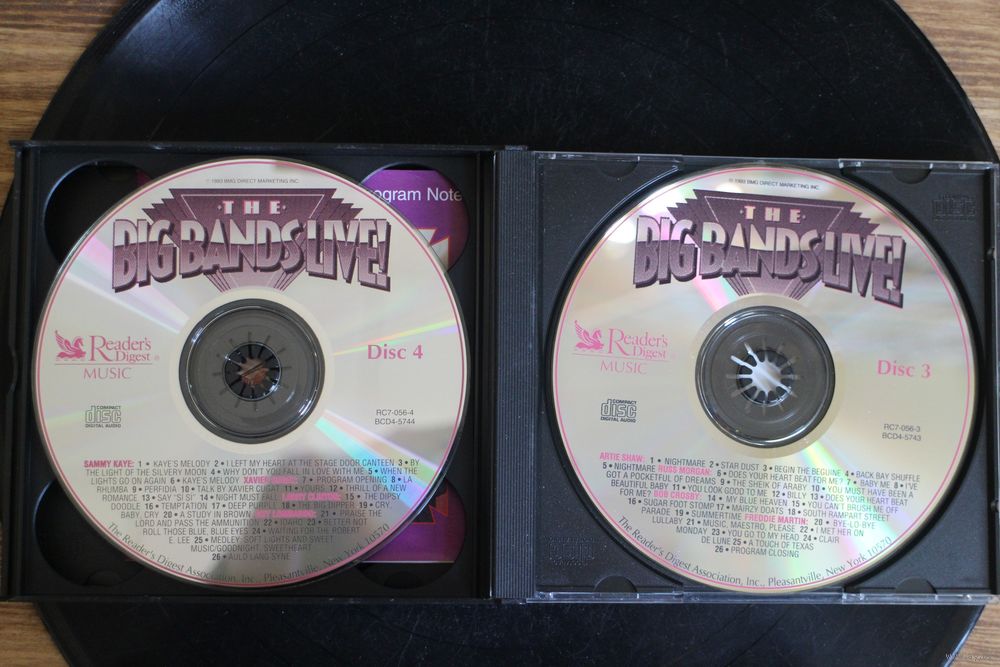 ogram Note
℗ 1993 BMG DIRECT MARKETING INC.
THE
BIG BANDS LIVE!
Reader's
Digest ®
MUSIC
Disc 4
COMPACT
disc
DIGITAL AUDIO
RC7-056-4
BCD4-5744
SAMMY KAYE: 1 • KAYE'S MELODY 2 • I LEFT MY HEART AT THE STAGE DOOR CANTEEN 3 • BY
THE LIGHT OF THE SILVERY MOON 4 • WHY DON'T YOU FALL IN LOVE WITH ME 5 • WHEN THE
LIGHTS GO ON AGAIN 6 • KAYE'S MELODY 7 • PROGRAM OPENING 8 • LA
RHUMBA 9 • PERFIDIA 10 • TALK BY XAVIER CUGAT 11 • YOURS 12 • THRILL OF A NEW
ROMANCE 13 • SAY "SI SI" 14 • NIGHT MUST FALL 15 • THE DIPSY
DOODLE 16 • TEMPTATION 17 • DEEP PURPLE 18 • THE BIG DIPPER 19 • CRY,
BABY, CRY 20 • A STUDY IN BROWN 21 • PRAISE THE
LORD AND PASS THE AMMUNITION 22 • IDAHO 23 • BETTER NOT
ROLL THOSE BLUE, BLUE EYES 24 • WAITING FOR THE ROBERT
E. LEE 25 • MEDLEY: SOFT LIGHTS AND SWEET
MUSIC/GOODNIGHT, SWEETHEART
26 • AULD LANG SYNE
The Reader's Digest Association, Inc., Pleasantville, New York 10570
℗ 1993 BMG DIRECT MARKETING INC.
THE
BIG BANDS LIVE!
Reader's
Digest ®
MUSIC
Disc 3
COMPACT
disc
DIGITAL AUDIO
RC7-056-3
BCD4-5743
ARTIE SHAW: 1 • NIGHTMARE 2 • STAR DUST 3 • BEGIN THE BEGUINE 4 • BACK BAY SHUFFLE
5 • NIGHTMARE RUSS MORGAN: 6 • DOES YOUR HEART BEAT FOR ME? 7 • BABY ME 8 • I'VE
GOT A POCKETFUL OF DREAMS 9 • THE SHEIK OF ARABY 10 • YOU MUST HAVE BEEN A
BEAUTIFUL BABY 11 • YOU LOOK GOOD TO ME 12 • BILLY 13 • DOES YOUR HEART BEAT
FOR ME? BOB CROSBY: 14 • MY BLUE HEAVEN 15 • YOU CAN'T BRUSH ME OFF
16 • SUGAR FOOT STOMP 17 • MAIRZY DOATS 18 • SOUTH RAMPART STREET
PARADE 19 • SUMMERTIME FREDDIE MARTIN: 20 • BYE-LO-BYE
LULLABY 21 • MUSIC, MAESTRO, PLEASE 22 • I MET HER ON
MONDAY 23 • YOU GO TO MY HEAD 24 • CLAIR
DE LUNE 25 • A TOUCH OF TEXAS
26 • PROGRAM CLOSING
The Reader's Digest Association, Inc., Pleasantville, New York 10570